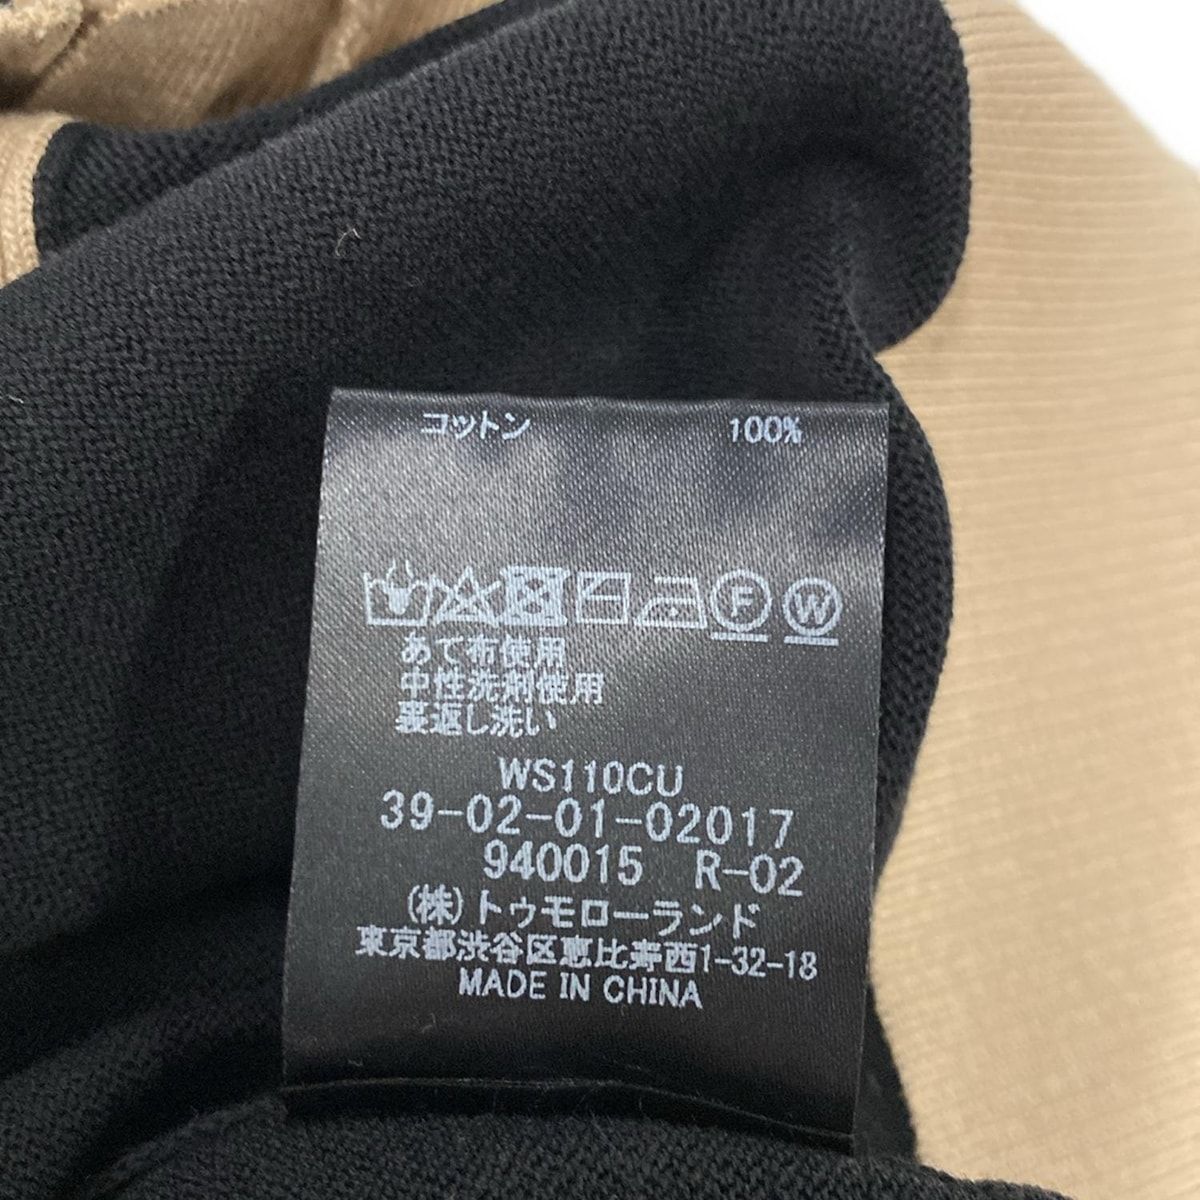 コットン 100%
F W
あて布使用
中性洗剤使用
裏返し洗い
WS110CU
39-02-01-02017
940015 R-02
(株)トゥモローランド
東京都渋谷区恵比寿西1-32-18
MADE IN CHINA